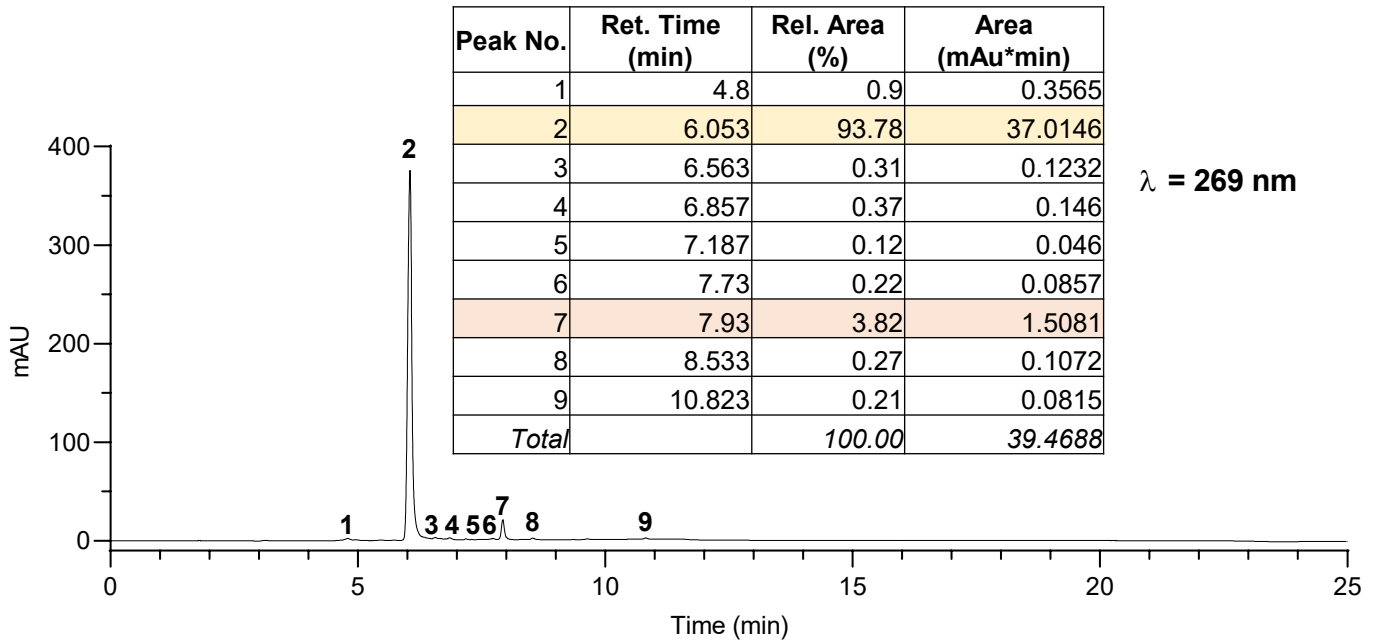 Peak No. Ret. Time (min) Rel. Area (%) Area (mAu*min)
1 4.8 0.9 0.3565
2 6.053 93.78 37.0146
3 6.563 0.31 0.1232
4 6.857 0.37 0.146
5 7.187 0.12 0.046
6 7.73 0.22 0.0857
7 7.93 3.82 1.5081
8 8.533 0.27 0.1072
9 10.823 0.21 0.0815
Total 100.00 39.4688
λ = 269 nm
400
300
200
100
0
mAU
2
1
3 4 5 6 7 8 9
0 5 10 15 20 25
Time (min)